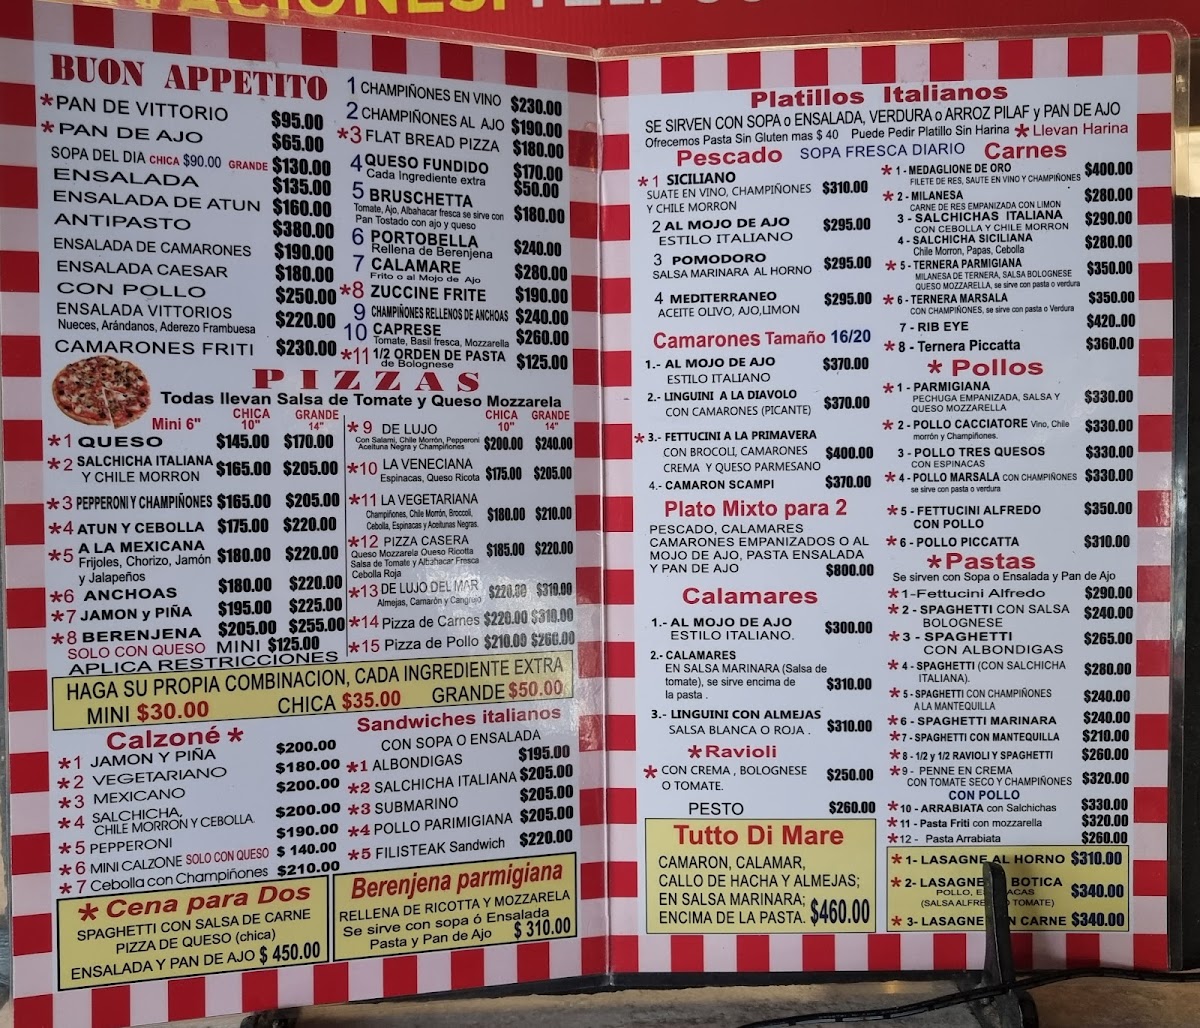 BUON APPETITO
*PAN DE VITTORIO $95.00
*PAN DE AJO $65.00
SOPA DEL DIA CHICA $90.00 GRANDE $130.00
ENSALADA $135.00
ENSALADA DE ATUN $160.00
ANTIPASTO $380.00
ENSALADA DE CAMARONES $190.00
ENSALADA CAESAR $180.00
CON POLLO $250.00
ENSALADA VITTORIOS $220.00
Nueces, Arándanos, Aderezo Frambuesa
CAMARONES FRITI $230.00
1 CHAMPIÑONES EN VINO $230.00
2 CHAMPIÑONES AL AJO $190.00
*3 FLAT BREAD PIZZA $180.00
4 QUESO FUNDIDO $170.00
Cada Ingrediente extra $50.00
5 BRUSCHETTA
Tomate, Ajo, Albahacar fresca se sirve con $180.00
Pan Tostado con ajo y queso
6 PORTOBELLA $240.00
Rellena de Berenjena
7 CALAMARE $280.00
Frito o al Mojo de Ajo
*8 ZUCCINE FRITE $190.00
9 CHAMPIÑONES RELLENOS DE ANCHOAS $240.00
10 CAPRESE $260.00
Tomate, Basil fresca, Mozzarella
*11 1/2 ORDEN DE PASTA $125.00
de Bolognese
PIZZAS
Todas llevan Salsa de Tomate y Queso Mozzarela
Mini 6" CHICA 10" GRANDE 14"
*1 QUESO $145.00 $170.00
*2 SALCHICHA ITALIANA $165.00 $205.00
Y CHILE MORRON
*3 PEPPERONI Y CHAMPIÑONES $165.00 $205.00
*4 ATUN Y CEBOLLA $175.00 $220.00
*5 A LA MEXICANA $180.00 $220.00
Frijoles, Chorizo, Jamón
y Jalapeños
*6 ANCHOAS $180.00 $220.00
*7 JAMON y PIÑA $195.00 $225.00
*8 BERENJENA $205.00 $255.00
SOLO CON QUESO MINI $125.00
APLICA RESTRICCIONES
CHICA 10" GRANDE 14"
*9 DE LUJO $200.00 $240.00
Con Salami, Chile Morrón, Pepperoni
Aceituna Negra y Champiñones
*10 LA VENECIANA $175.00 $205.00
Espinacas, Queso Ricota
*11 LA VEGETARIANA
Champiñones, Chile Morrón, Broccoli, $180.00 $210.00
Cebolla, Espinacas y Aceitunas Negras.
*12 PIZZA CASERA $185.00 $220.00
Queso Mozzarela Queso Ricotta
Salsa de Tomate y Albahacar Fresca
Cebolla Roja
*13 DE LUJO DEL MAR $220.00 $310.00
Almejas, Camarón y Cangrejo
*14 Pizza de Carnes $220.00 $310.00
*15 Pizza de Pollo $210.00 $260.00
HAGA SU PROPIA COMBINACION, CADA INGREDIENTE EXTRA
MINI $30.00 CHICA $35.00 GRANDE $50.00
Calzoné *
*1 JAMON Y PIÑA $200.00
*2 VEGETARIANO $180.00
*3 MEXICANO $200.00
*4 SALCHICHA, $200.00
CHILE MORRON Y CEBOLLA
*5 PEPPERONI $190.00
*6 MINI CALZONE SOLO CON QUESO $140.00
*7 Cebolla con Champiñones $210.00
Sandwiches italianos
CON SOPA O ENSALADA
*1 ALBONDIGAS $195.00
*2 SALCHICHA ITALIANA $205.00
*3 SUBMARINO $205.00
*4 POLLO PARIMIGIANA $205.00
*5 FILISTEAK Sandwich $220.00
*Cena para Dos
SPAGHETTI CON SALSA DE CARNE
PIZZA DE QUESO (chica)
ENSALADA Y PAN DE AJO $450.00
Berenjena parmigiana
RELLENA DE RICOTTA Y MOZZARELA
Se sirve con sopa ó Ensalada
Pasta y Pan de Ajo $310.00
Platillos Italianos
SE SIRVEN CON SOPA o ENSALADA, VERDURA o ARROZ PILAF y PAN DE AJO
Ofrecemos Pasta Sin Gluten mas $40 Puede Pedir Platillo Sin Harina *Llevan Harina
Pescado SOPA FRESCA DIARIO Carnes
*1 SICILIANO
SUATE EN VINO, CHAMPIÑONES $310.00
Y CHILE MORRON
2 AL MOJO DE AJO $295.00
ESTILO ITALIANO
3 POMODORO $295.00
SALSA MARINARA AL HORNO
4 MEDITERRANEO $295.00
ACEITE OLIVO, AJO,LIMON
Camarones Tamaño 16/20
1.- AL MOJO DE AJO $370.00
ESTILO ITALIANO
2.- LINGUINI A LA DIAVOLO $370.00
CON CAMARONES (PICANTE)
*3.- FETTUCINI A LA PRIMAVERA
CON BROCOLI, CAMARONES $400.00
CREMA Y QUESO PARMESANO
4.- CAMARON SCAMPI $370.00
Plato Mixto para 2
PESCADO, CALAMARES
CAMARONES EMPANIZADOS O AL
MOJO DE AJO, PASTA ENSALADA
Y PAN DE AJO $800.00
Calamares
1.- AL MOJO DE AJO $300.00
ESTILO ITALIANO.
2.- CALAMARES
EN SALSA MARINARA (Salsa de
tomate), se sirve encima de $310.00
la pasta .
3.- LINGUINI CON ALMEJAS $310.00
SALSA BLANCA O ROJA .
*Ravioli
*CON CREMA , BOLOGNESE $250.00
O TOMATE.
PESTO $260.00
Tutto Di Mare
CAMARON, CALAMAR,
CALLO DE HACHA Y ALMEJAS;
EN SALSA MARINARA;
ENCIMA DE LA PASTA. $460.00
*1 - MEDAGLIONE DE ORO $400.00
FILETE DE RES, SAUTE EN VINO Y CHAMPIÑONES
*2 - MILANESA $280.00
CARNE DE RES EMPANIZADA CON LIMON
3 - SALCHICHAS ITALIANA $290.00
CON CEBOLLA Y CHILE MORRON
4 - SALCHICHA SICILIANA $280.00
Chile Morron, Papas, Cebolla
*5 - TERNERA PARMIGIANA $350.00
MILANESA DE TERNERA, SALSA BOLOGNESE
QUESO MOZZARELLA, se sirve con pasta o verdura
*6 - TERNERA MARSALA $350.00
CON CHAMPIÑONES, se sirve con pasta o Verdura
7 - RIB EYE $420..00
*8 - Ternera Piccatta $360.00
*Pollos
*1 - PARMIGIANA $330.00
PECHUGA EMPANIZADA, SALSA Y
QUESO MOZZARELLA
*2 - POLLO CACCIATORE Vino, Chile $330.00
morrón y Champiñones.
3 - POLLO TRES QUESOS $330.00
CON ESPINACAS
*4 - POLLO MARSALA CON CHAMPIÑONES $330.00
se sirve con pasta o verdura
*5 - FETTUCINI ALFREDO $350.00
CON POLLO
*6 - POLLO PICCATTA $310.00
*Pastas
Se sirven con Sopa o Ensalada y Pan de Ajo
*1-Fettucini Alfredo $290.00
*2 - SPAGHETTI CON SALSA $240.00
BOLOGNESE
*3 - SPAGHETTI $265.00
CON ALBONDIGAS
*4 - SPAGHETTI (CON SALCHICHA $280.00
ITALIANA).
*5 - SPAGHETTI CON CHAMPIÑONES $240.00
A LA MANTEQUILLA
*6 - SPAGHETTI MARINARA $240.00
*7 - SPAGHETTI CON MANTEQUILLA $210.00
*8 - 1/2 y 1/2 RAVIOLI Y SPAGHETTI $260.00
*9 - PENNE EN CREMA $320.00
CON TOMATE SECO Y CHAMPIÑONES
CON POLLO
*10 - ARRABIATA con Salchichas $330.00
*11 - Pasta Friti con mozzarella $320.00
*12 - Pasta Arrabiata $260.00
*1- LASAGNE AL HORNO $310.00
*2- LASAGNE BOTICA $340.00
POLLO,
(SALSA TOMATE)
*3- LASAGNE CARNE $340.00